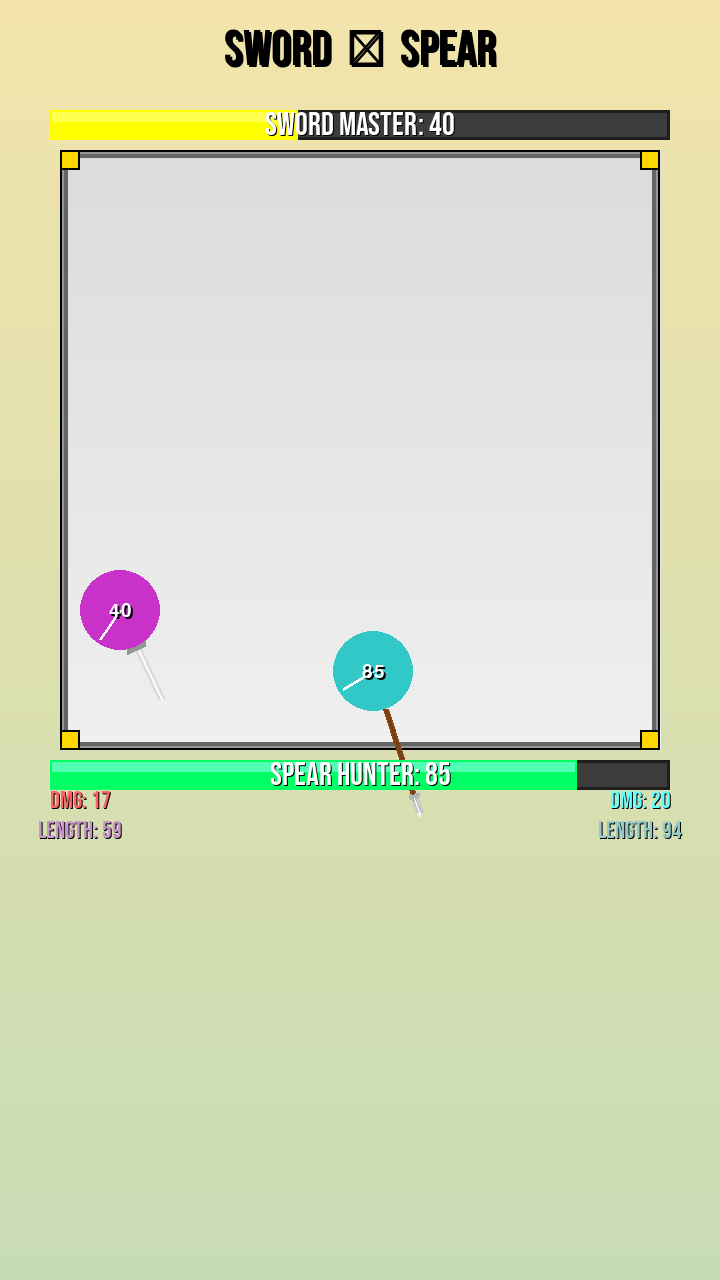 SWORD ☒ SPEAR
SWORD MASTER: 40
40
85
SPEAR HUNTER: 85
DMG: 17
DMG: 20
LENGTH: 59
LENGTH: 94